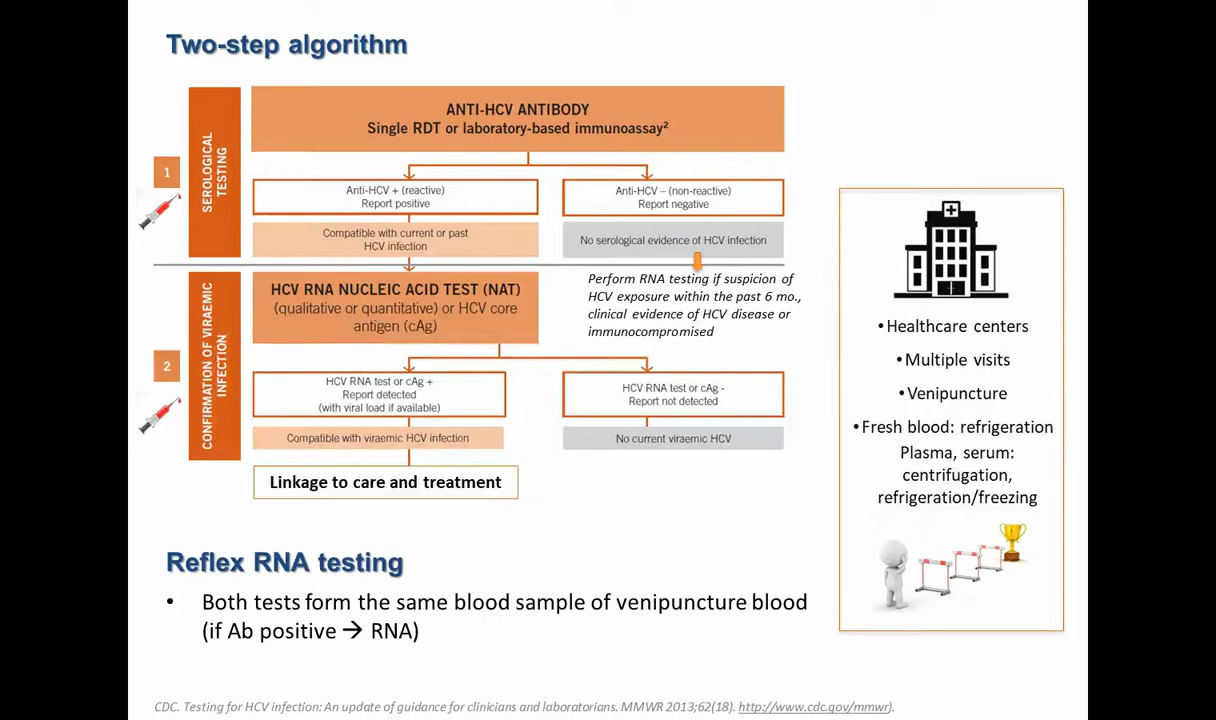 Two-step algorithm
ANTI-HCV ANTIBODY
Single RDT or laboratory-based immunoassay²
1
SEROLOGICAL
TESTING
Anti-HCV + (reactive)
Report positive
Anti-HCV – (non-reactive)
Report negative
Compatible with current or past
HCV infection
No serological evidence of HCV infection
Perform RNA testing if suspicion of
HCV exposure within the past 6 mo.,
clinical evidence of HCV disease or
immunocompromised
2
CONFIRMATION OF VIRAEMIC
INFECTION
HCV RNA NUCLEIC ACID TEST (NAT)
(qualitative or quantitative) or HCV core
antigen (cAg)
HCV RNA test or cAg +
Report detected
(with viral load if available)
HCV RNA test or cAg -
Report not detected
Compatible with viraemic HCV infection
No current viraemic HCV
Linkage to care and treatment
•Healthcare centers
•Multiple visits
•Venipuncture
•Fresh blood: refrigeration
Plasma, serum:
centrifugation,
refrigeration/freezing
Reflex RNA testing
• Both tests form the same blood sample of venipuncture blood
(if Ab positive → RNA)
CDC. Testing for HCV infection: An update of guidance for clinicians and laboratorians. MMWR 2013;62(18). http://www.cdc.gov/mmwr).